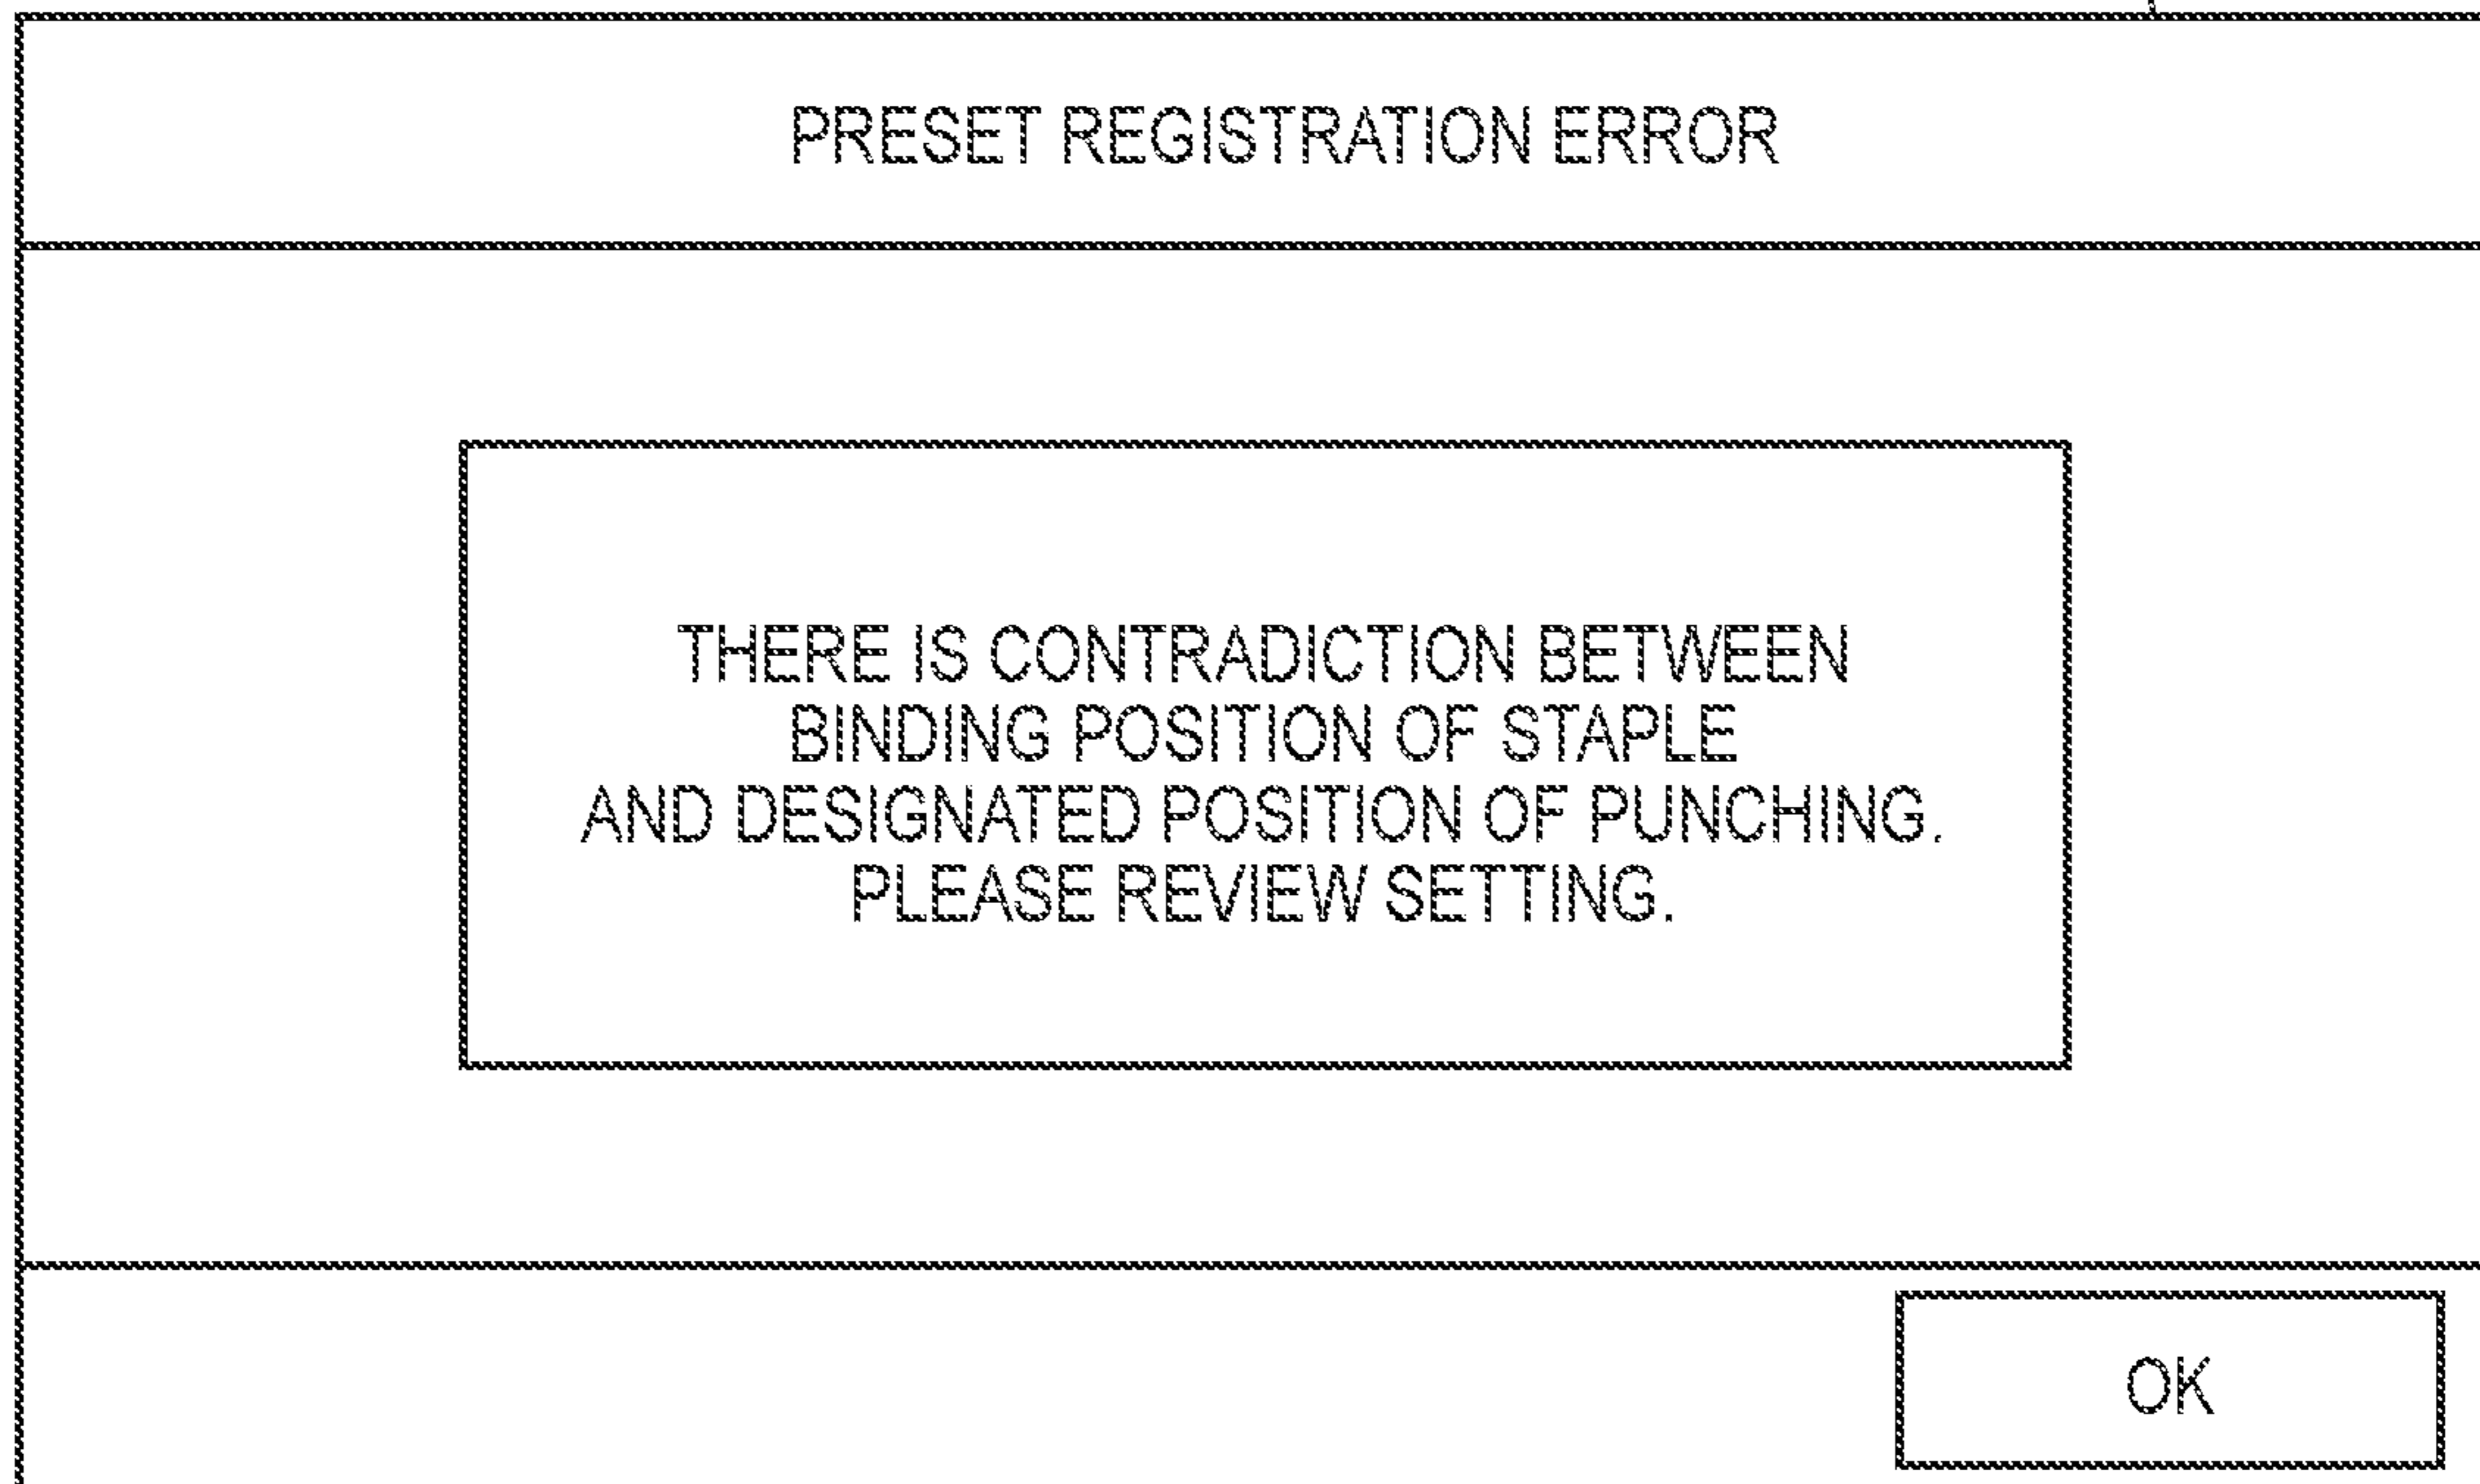 PRESET REGISTRATION ERROR
THERE IS CONTRADICTION BETWEEN
BINDING POSITION OF STAPLE
AND DESIGNATED POSITION OF PUNCHING.
PLEASE REVIEW SETTING.
OK